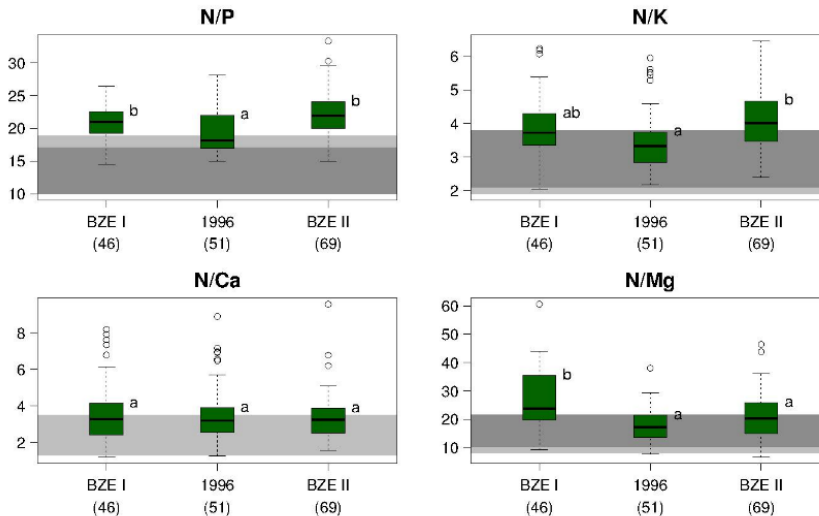 N/P
30
25
20
15
10
b
a
b
BZE I 1996 BZE II
(46) (51) (69)
N/K
6
5
4
3
2
ab
a
b
BZE I 1996 BZE II
(46) (51) (69)
N/Ca
8
6
4
2
a
a
a
BZE I 1996 BZE II
(46) (51) (69)
N/Mg
60
50
40
30
20
10
b
a
a
BZE I 1996 BZE II
(46) (51) (69)